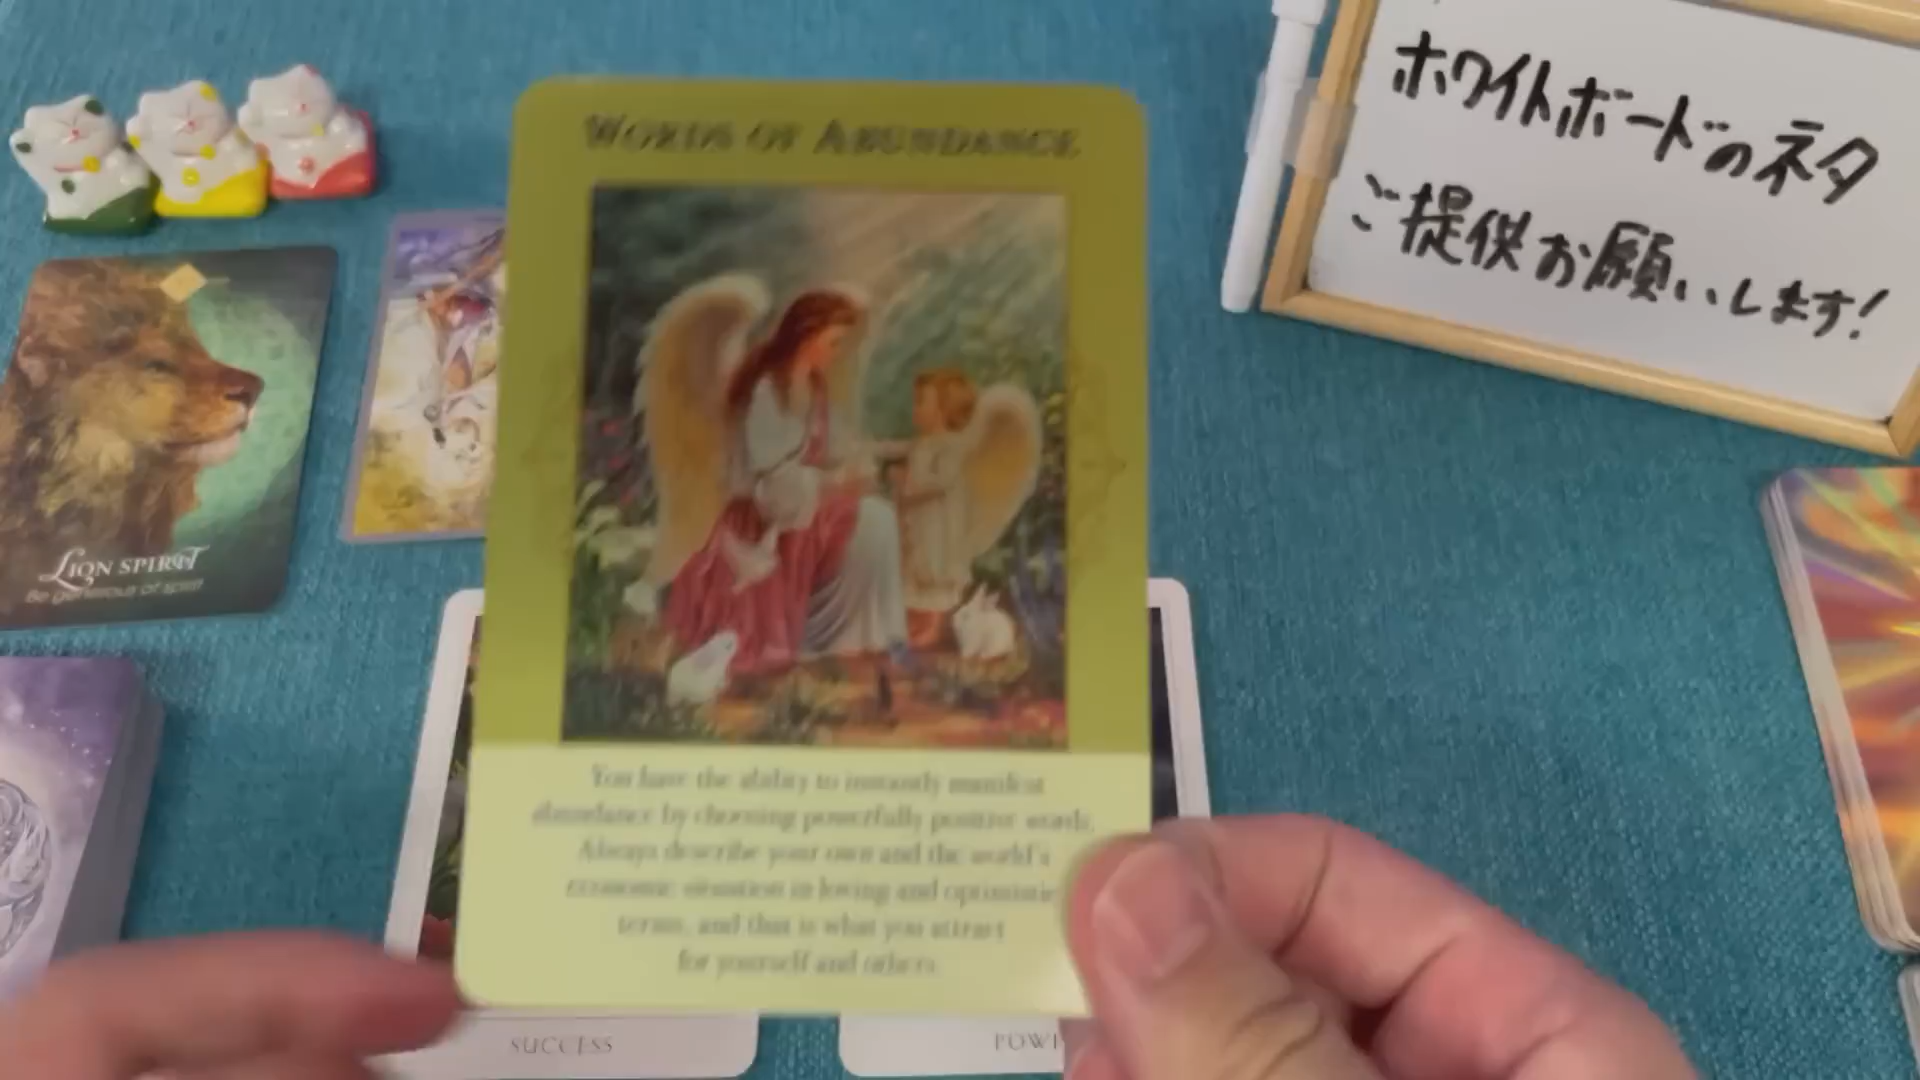 ホワイトボードのネタ
ご提供お願いします!
WORDS OF ABUNDANCE
LION SPIRIT
Be generous of spirit
You have the ability to instantly manifest
abundance by choosing powerfully positive words.
Always describe your own and the world's
economic situation in loving and optimistic
terms, and that is what you attract
for yourself and others.
SUCCESS